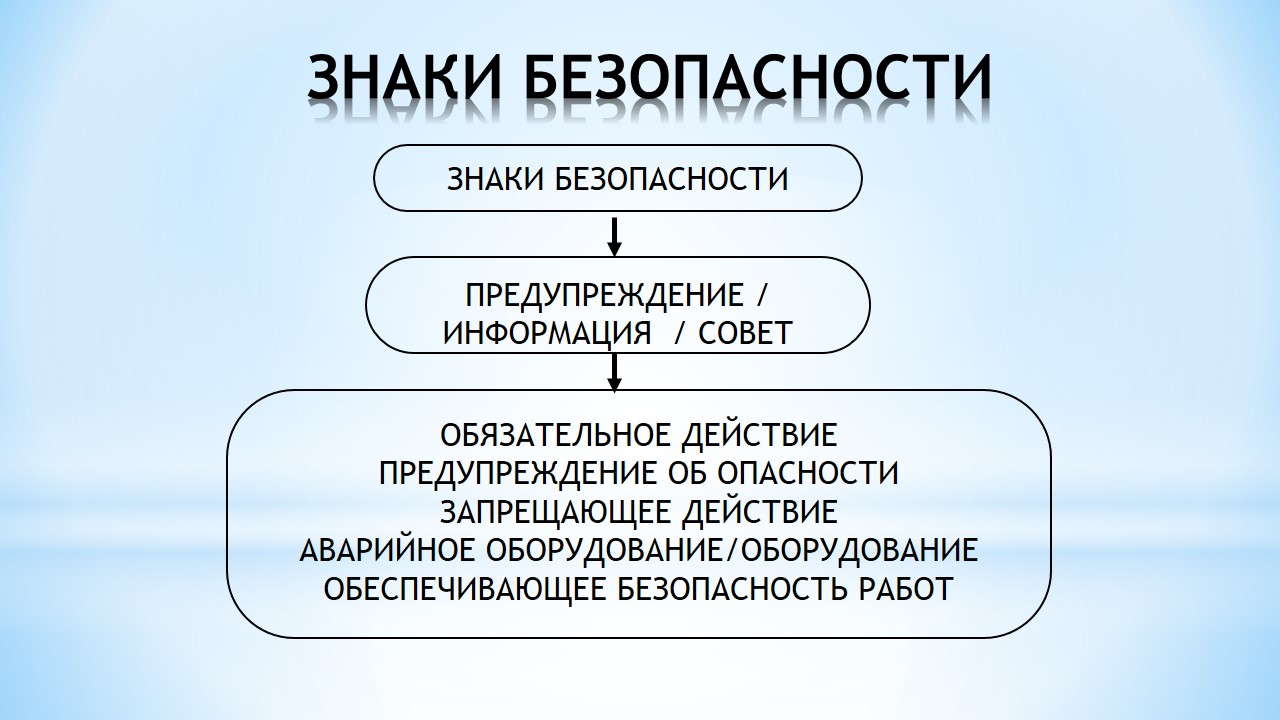 ЗНАКИ БЕЗОПАСНОСТИ
ЗНАКИ БЕЗОПАСНОСТИ
ПРЕДУПРЕЖДЕНИЕ /
ИНФОРМАЦИЯ / СОВЕТ
ОБЯЗАТЕЛЬНОЕ ДЕЙСТВИЕ
ПРЕДУПРЕЖДЕНИЕ ОБ ОПАСНОСТИ
ЗАПРЕЩАЮЩЕЕ ДЕЙСТВИЕ
АВАРИЙНОЕ ОБОРУДОВАНИЕ/ОБОРУДОВАНИЕ
ОБЕСПЕЧИВАЮЩЕЕ БЕЗОПАСНОСТЬ РАБОТ